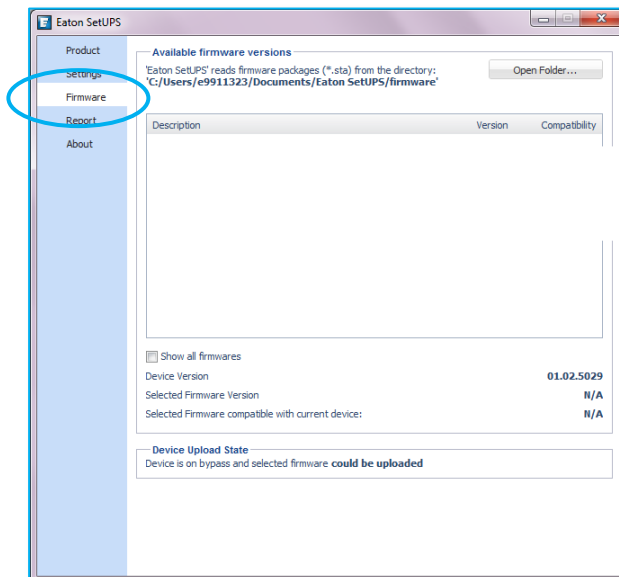 Eaton SetUPS
Product
Settings
Firmware
Report
About
Available firmware versions
'Eaton SetUPS' reads firmware packages (*.sta) from the directory:
'C:/Users/e9911323/Documents/Eaton SetUPS/firmware'
Open Folder...
Description Version Compatibility
Show all firmwares
Device Version 01.02.5029
Selected Firmware Version N/A
Selected Firmware compatible with current device: N/A
Device Upload State
Device is on bypass and selected firmware could be uploaded